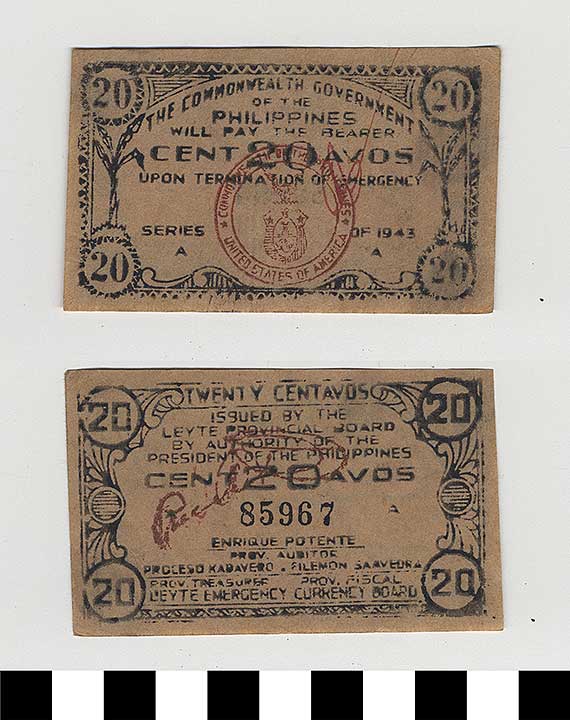 20 20
THE COMMONWEALTH GOVERNMENT
OF THE
PHILIPPINES
WILL PAY THE BEARER
CENT 20 AVOS
UPON TERMINATION OF EMERGENCY
SERIES OF 1943
A A
UNITED STATES OF AMERICA
20 20
TWENTY CENTAVOS
20 20
ISSUED BY THE
LEYTE PROVINCIAL BOARD
BY AUTHORITY OF THE
PRESIDENT OF THE PHILIPPINES
CENT 20 AVOS
85967 A
ENRIQUE POTENTE
PROV. AUDITOR
PROCESO KADAVERO - FILEMON SAAVEDRA
PROV. TREASURER PROV. FISCAL
LEYTE EMERGENCY CURRENCY BOARD
20 20